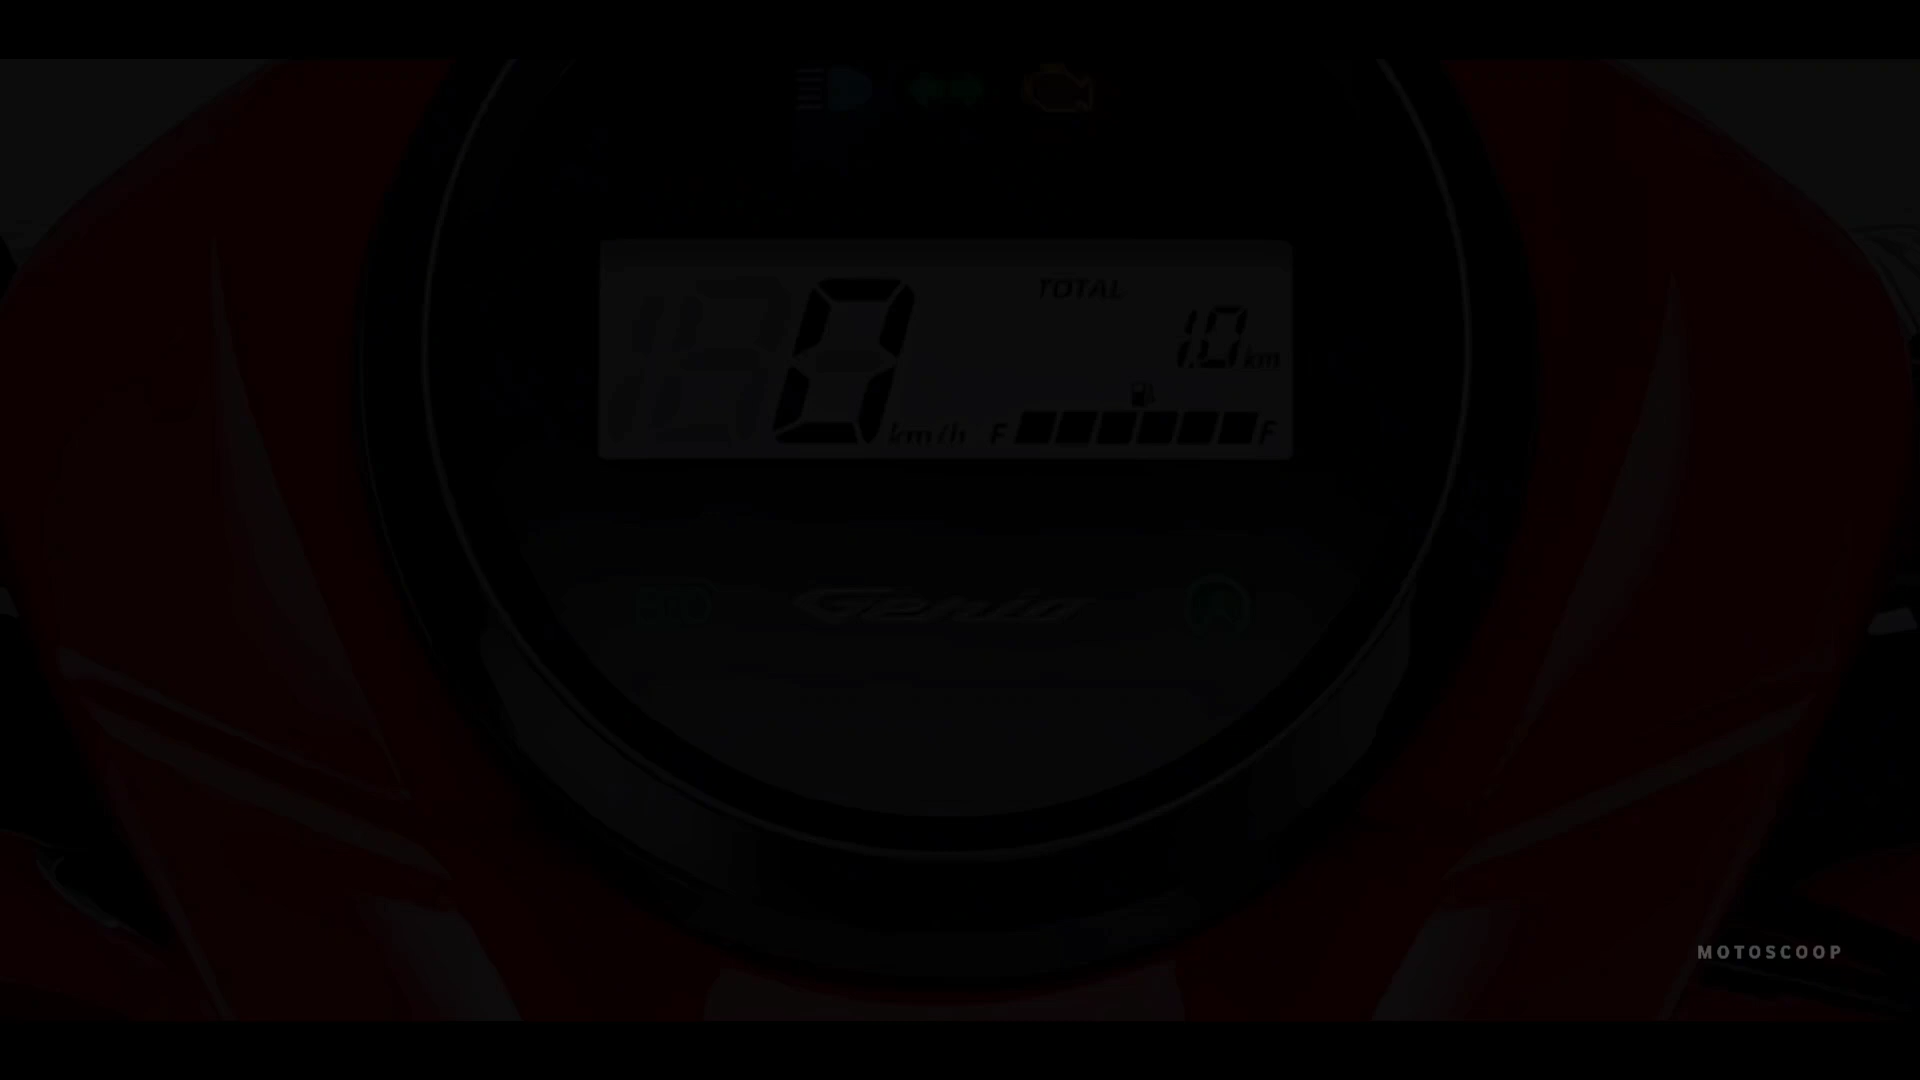 TOTAL
0
1.0 km
km/h
F F
ECO
Genio
A
MOTOSCOOP